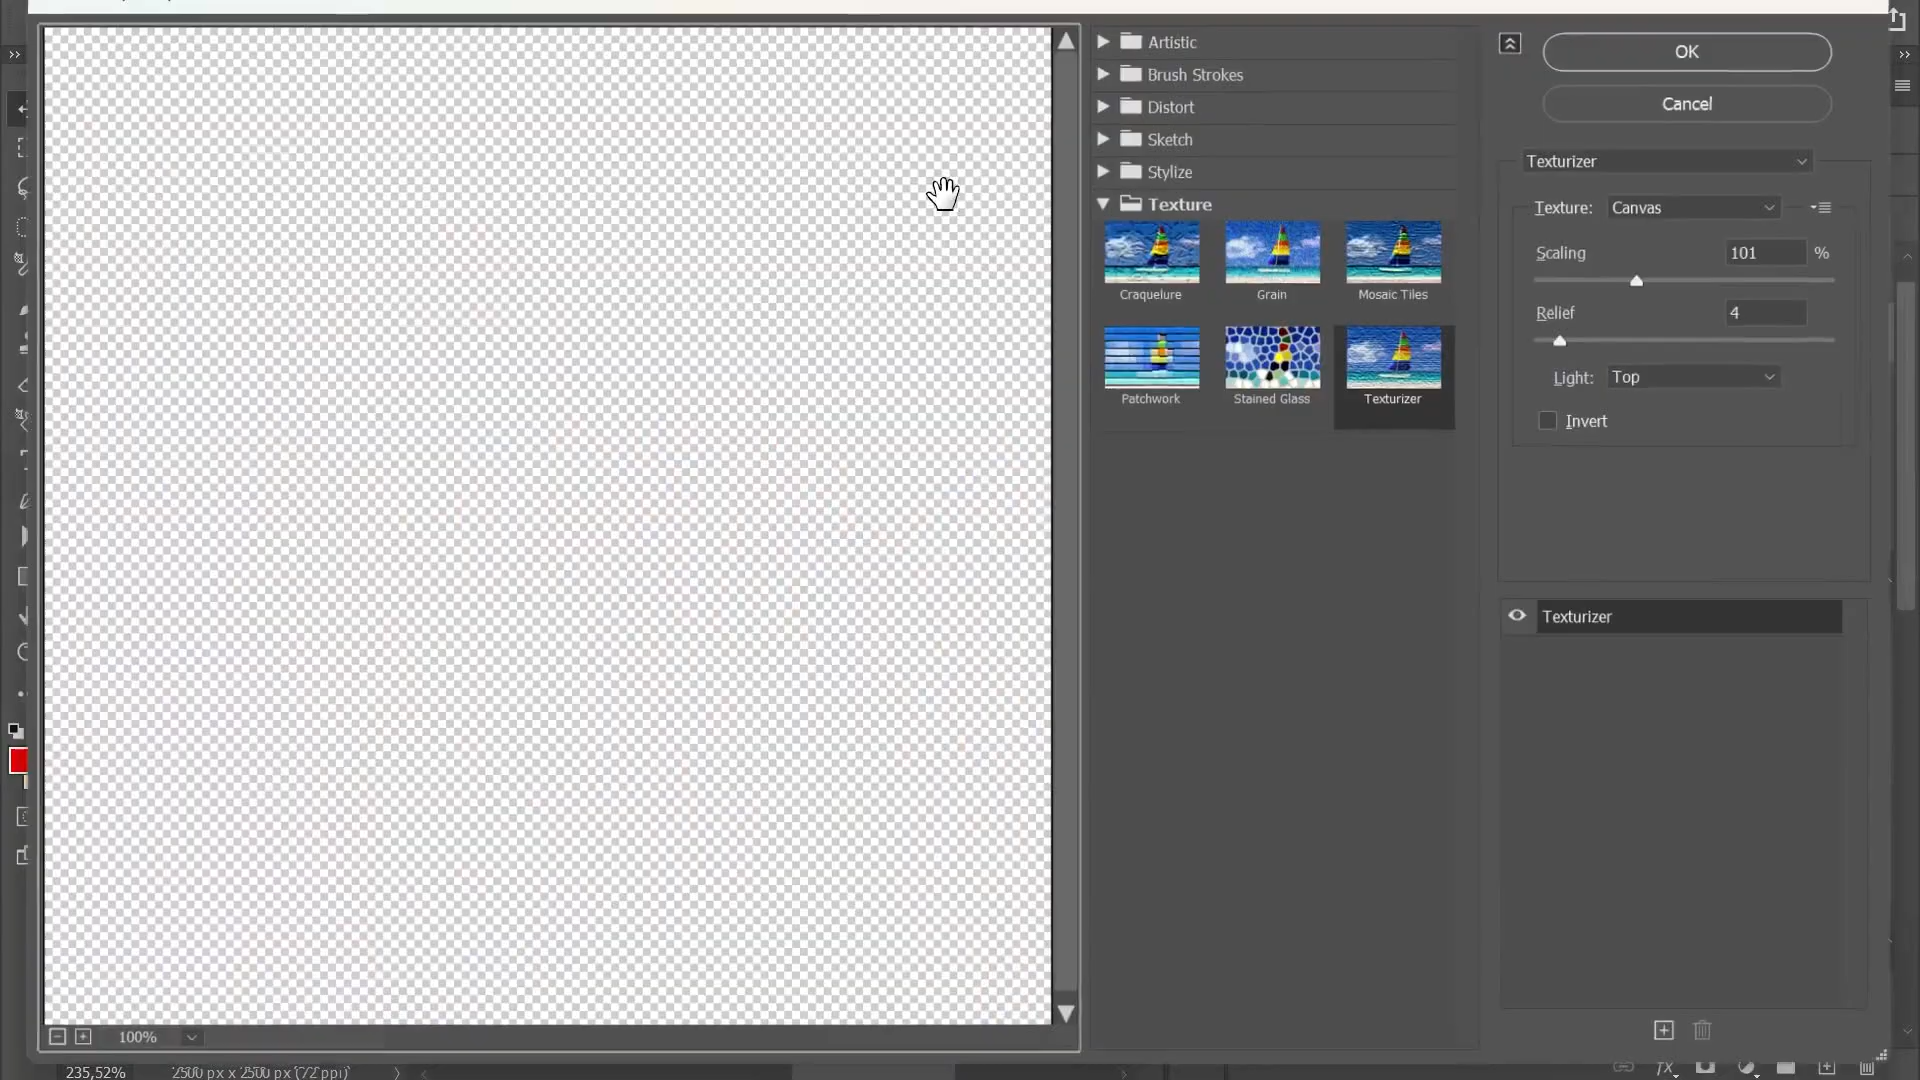 Artistic
Brush Strokes
Distort
Sketch
Stylize
Texture
Craquelure
Grain
Mosaic Tiles
Patchwork
Stained Glass
Texturizer
OK
Cancel
Texturizer
Texture: Canvas
Scaling 101 %
Relief 4
Light: Top
Invert
Texturizer
100%
235,52% 2500 px x 2500 px (72 ppi)
fx